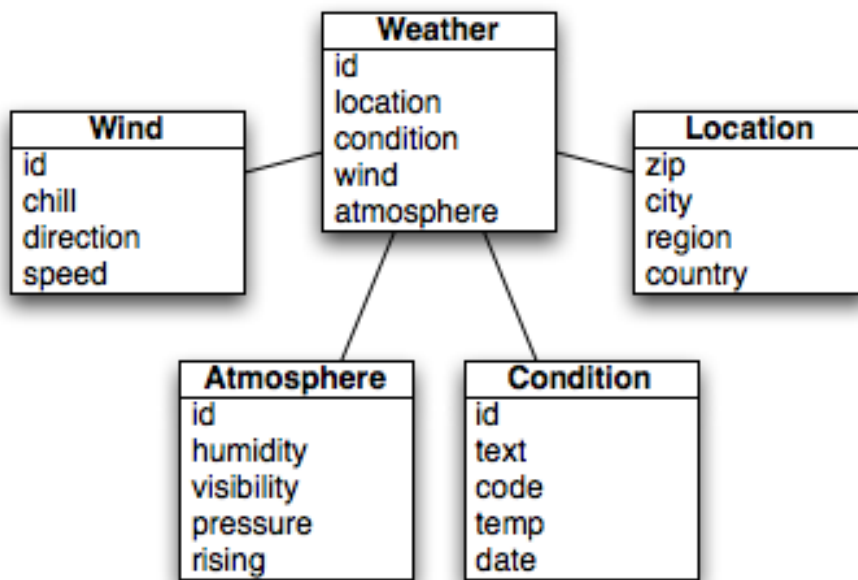 Weather
id
location
condition
wind
atmosphere
Wind
id
chill
direction
speed
Location
zip
city
region
country
Atmosphere
id
humidity
visibility
pressure
rising
Condition
id
text
code
temp
date